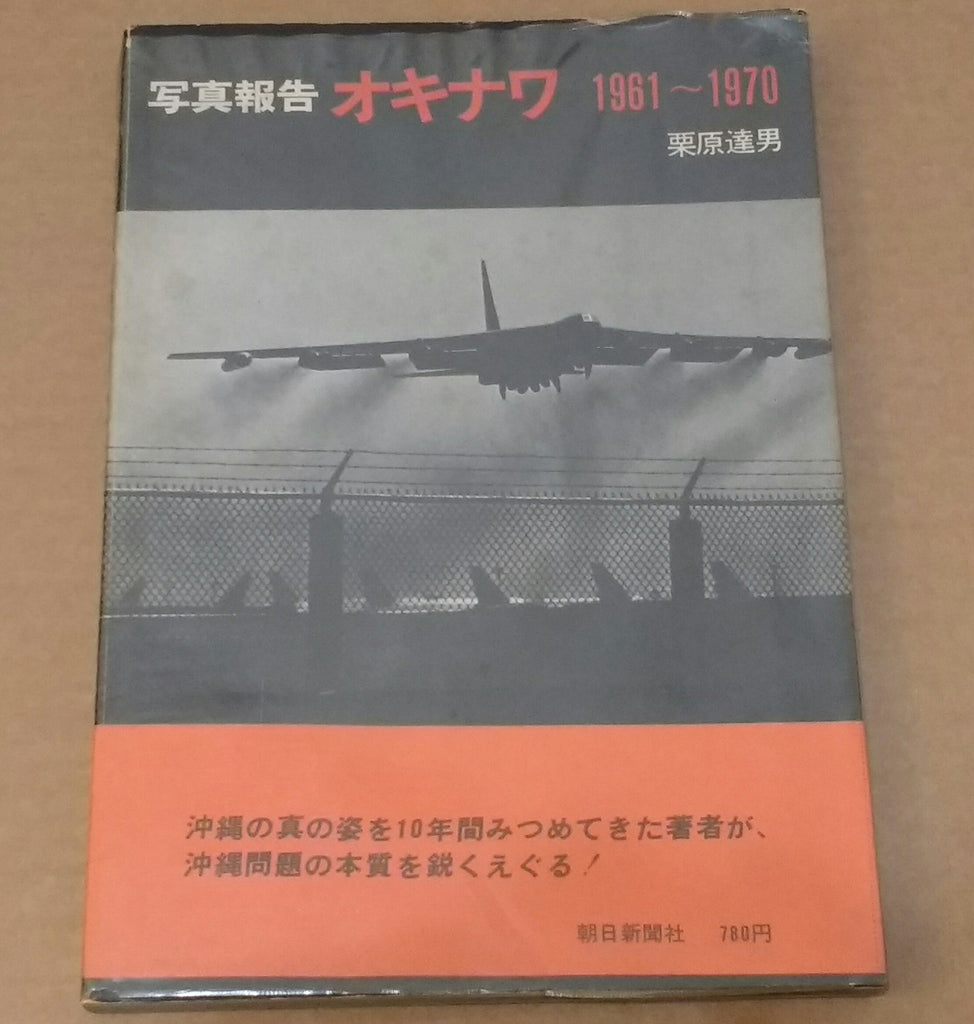 写真報告 オキナワ 1961～1970
栗原達男
沖縄の真の姿を10年間みつめてきた著者が、
沖縄問題の本質を鋭くえぐる！
朝日新聞社 780円